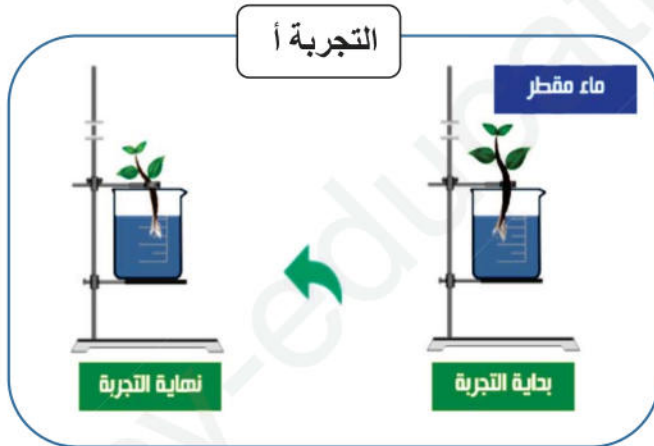 التجربة أ
ماء مقطر
بداية التجربة
نهاية التجربة